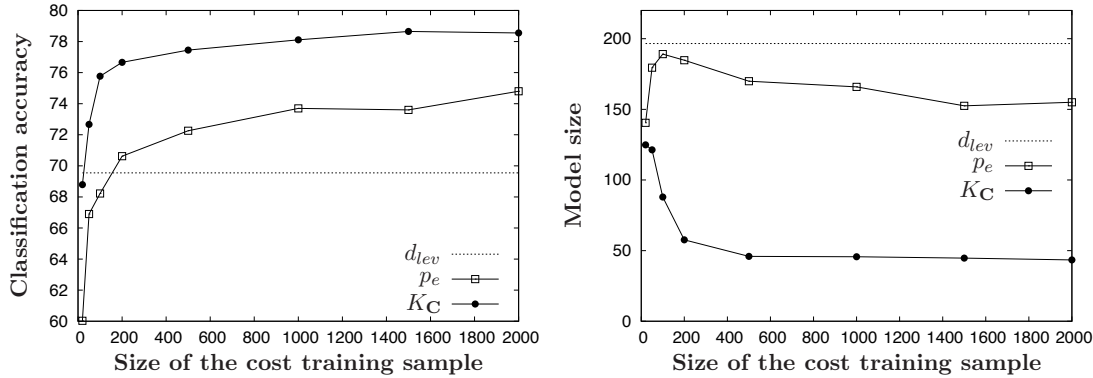 Classification accuracy
80
78
76
74
72
70
68
66
64
62
60
0 200 400 600 800 1000 1200 1400 1600 1800 2000
Size of the cost training sample
d_lev
p_e
K_C
Model size
200
150
100
50
0
0 200 400 600 800 1000 1200 1400 1600 1800 2000
Size of the cost training sample
d_lev
p_e
K_C